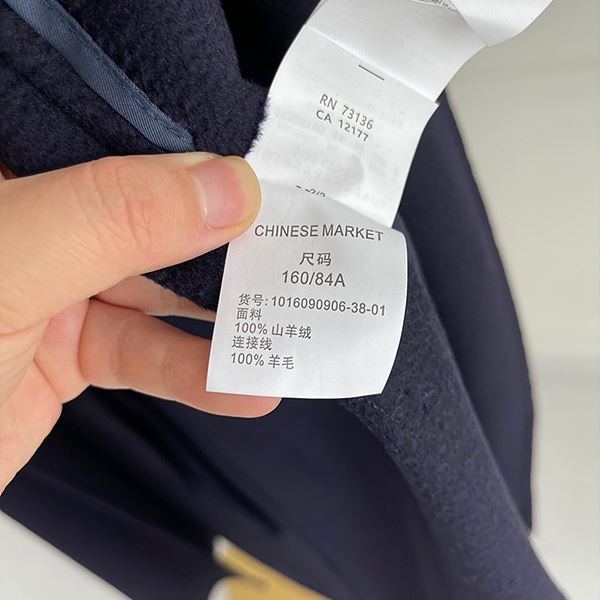 RN 73136
CA 12177
CHINESE MARKET
尺码
160/84A
货号: 1016090906-38-01
面料
100% 山羊绒
连接线
100% 羊毛